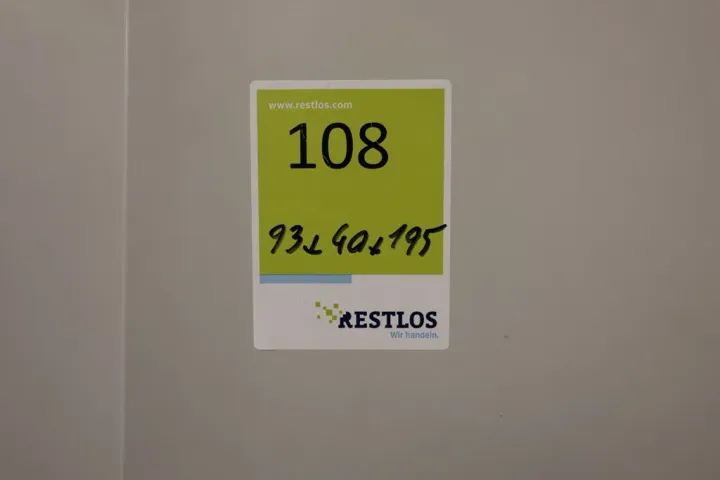 www.restlos.com
108
93x40x195
RESTLOS
Wir handeln.